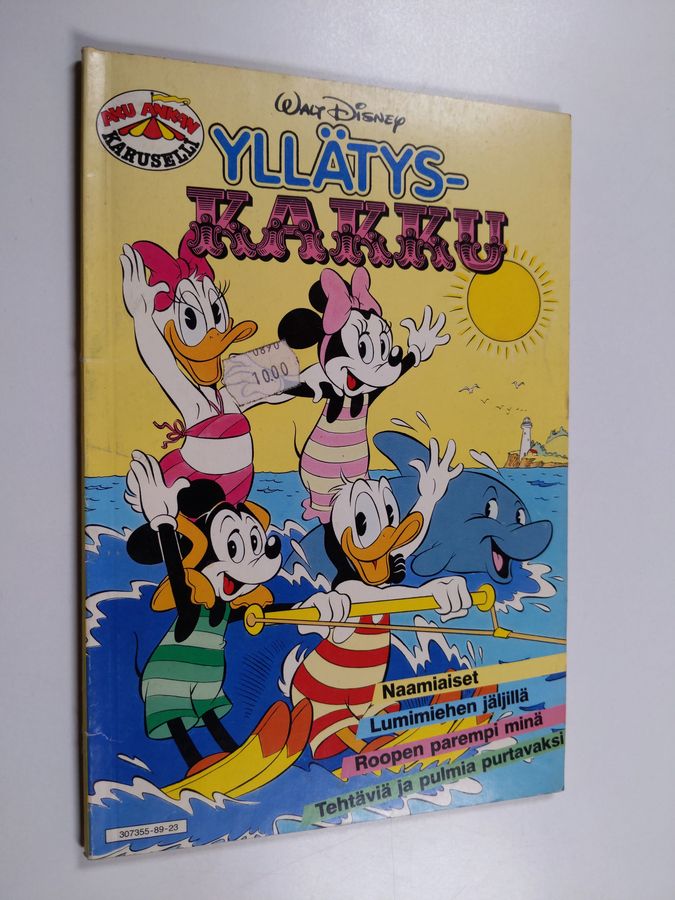 AKU ANKAN
KARUSELLI
WALT DISNEY
YLLÄTYS-
KAKKU
0890
10.00
Naamiaiset
Lumimiehen jäljillä
Roopen parempi minä
Tehtäviä ja pulmia purtavaksi
307355-89-23